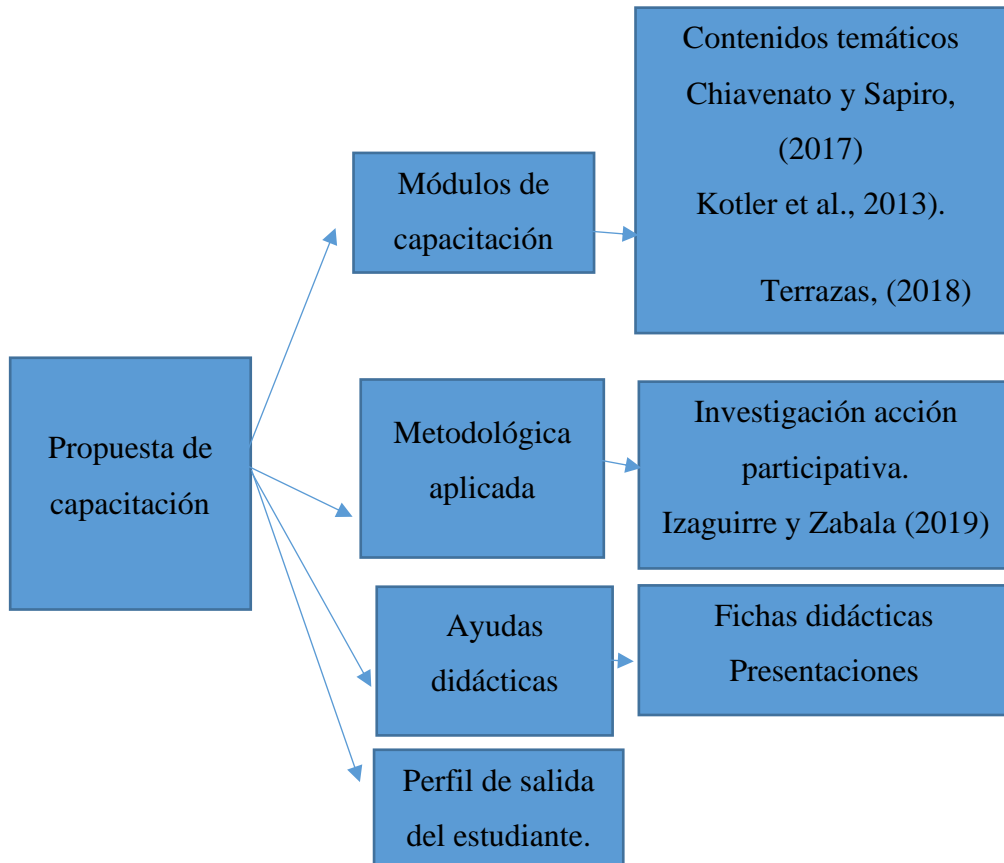 Contenidos temáticos
Chiavenato y Sapiro,
(2017)
Kotler et al., 2013).
Terrazas, (2018)
Módulos de
capacitación
Propuesta de
capacitación
Metodológica
aplicada
Investigación acción
participativa.
Izaguirre y Zabala (2019)
Ayudas
didácticas
Fichas didácticas
Presentaciones
Perfil de salida
del estudiante.